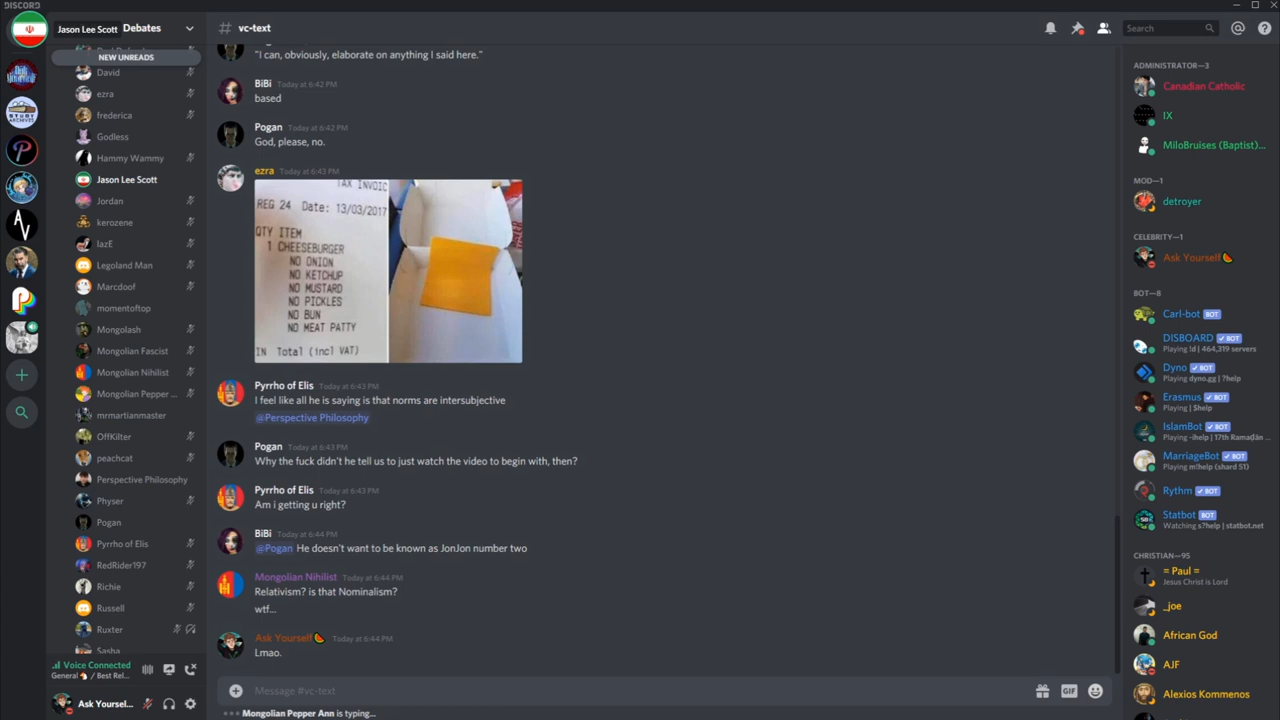 DISCORD
Jason Lee Scott
Debates
NEW UNREADS
David
ezra
frederica
Godless
Hammy Wammy
Jason Lee Scott
Jordan
kerozene
lazE
Legoland Man
Marcdoof
momentoftop
Mongolash
Mongolian Fascist
Mongolian Nihilist
Mongolian Pepper ...
mrmartianmaster
OffKilter
peachcat
Perspective Philosophy
Physer
Pogan
Pyrrho of Elis
RedRider197
Richie
Russell
Ruxter
Sasha
Voice Connected
General / Best Rel...
Ask Yoursel...
# vc-text
Search
"I can, obviously, elaborate on anything I said here."
BiBi Today at 6:42 PM
based
Pogan Today at 6:42 PM
God, please, no.
ezra Today at 6:43 PM
TAX INVOIC
REG 24 Date: 13/03/2017
QTY ITEM
1 CHEESEBURGER
NO ONION
NO KETCHUP
NO MUSTARD
NO PICKLES
NO BUN
NO MEAT PATTY
IN Total (incl VAT)
Pyrrho of Elis Today at 6:43 PM
I feel like all he is saying is that norms are intersubjective
@Perspective Philosophy
Pogan Today at 6:43 PM
Why the fuck didn't he tell us to just watch the video to begin with, then?
Pyrrho of Elis Today at 6:43 PM
Am i getting u right?
BiBi Today at 6:44 PM
@Pogan He doesn't want to be known as JonJon number two
Mongolian Nihilist Today at 6:44 PM
Relativism? is that Nominalism?
wtf...
Ask Yourself🍉 Today at 6:44 PM
Lmao.
Message #vc-text
GIF
Mongolian Pepper Ann is typing...
ADMINISTRATOR—3
Canadian Catholic
IX
MiloBruises (Baptist)...
MOD—1
detroyer
CELEBRITY—1
Ask Yourself🍉
BOT—8
Carl-bot BOT
DISBOARD ✓ BOT
Playing !d | 464,319 servers
Dyno ✓ BOT
Playing dyno.gg | ?help
Erasmus ✓ BOT
Playing | $help
IslamBot ✓ BOT
Playing -ihelp | 17th Ramaḍān ...
MarriageBot ✓ BOT
Playing m!help (shard 51)
Rythm ✓ BOT
Statbot BOT
Watching s?help | statbot.net
CHRISTIAN—95
= Paul =
Jesus Christ is Lord
_joe
African God
AJF
Alexios Kommenos